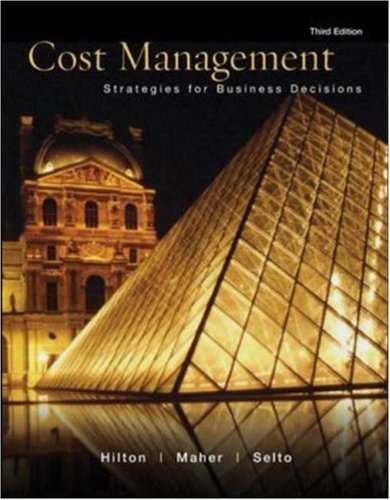 Third Edition
Cost Management
Strategies for Business Decisions
Hilton | Maher | Selto